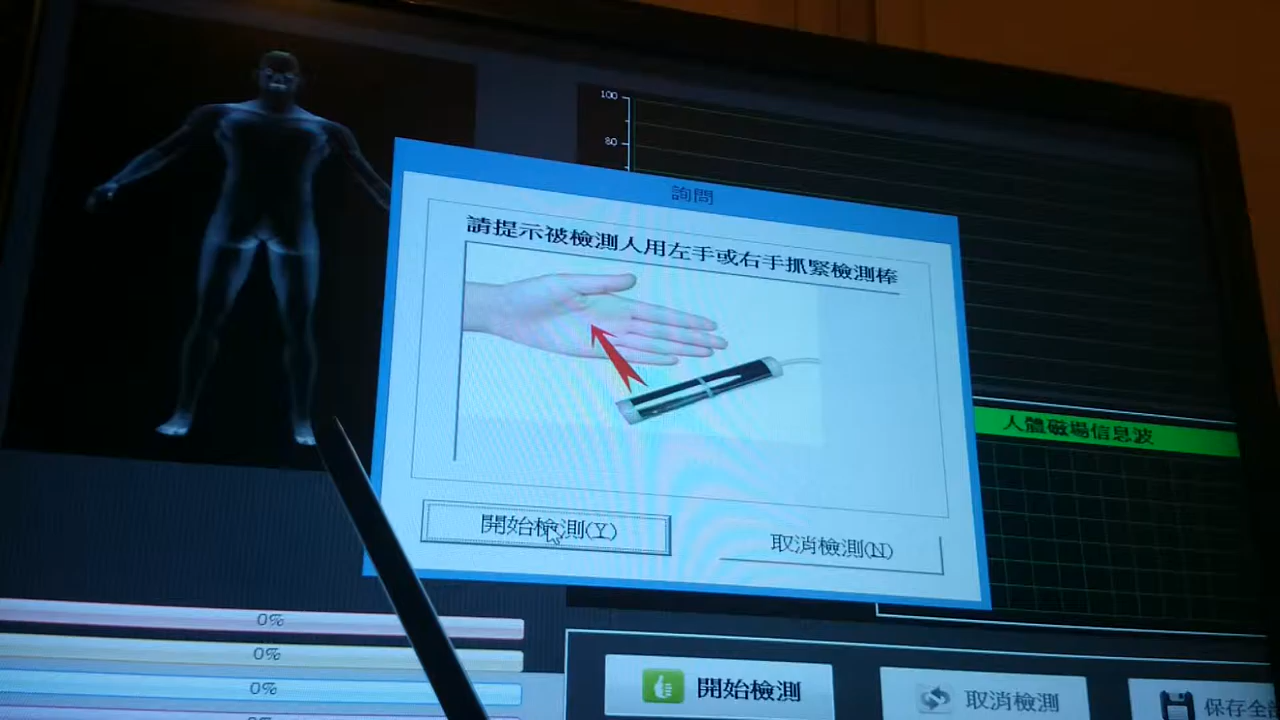 100
80
詢問
請提示被檢測人用左手或右手抓緊檢測棒
人體磁場信息波
開始檢測(Y)
取消檢測(N)
0%
0%
0%
開始檢測
取消檢測
保存全